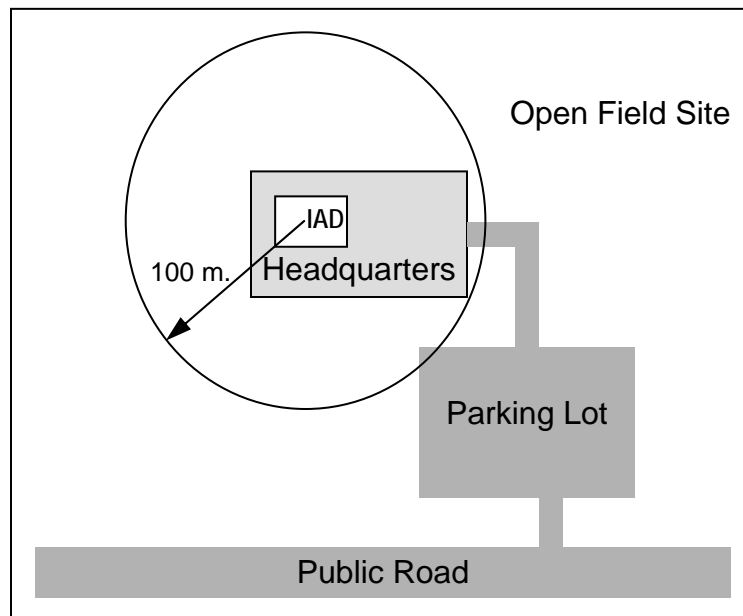 Open Field Site
IAD
100 m.
Headquarters
Parking Lot
Public Road